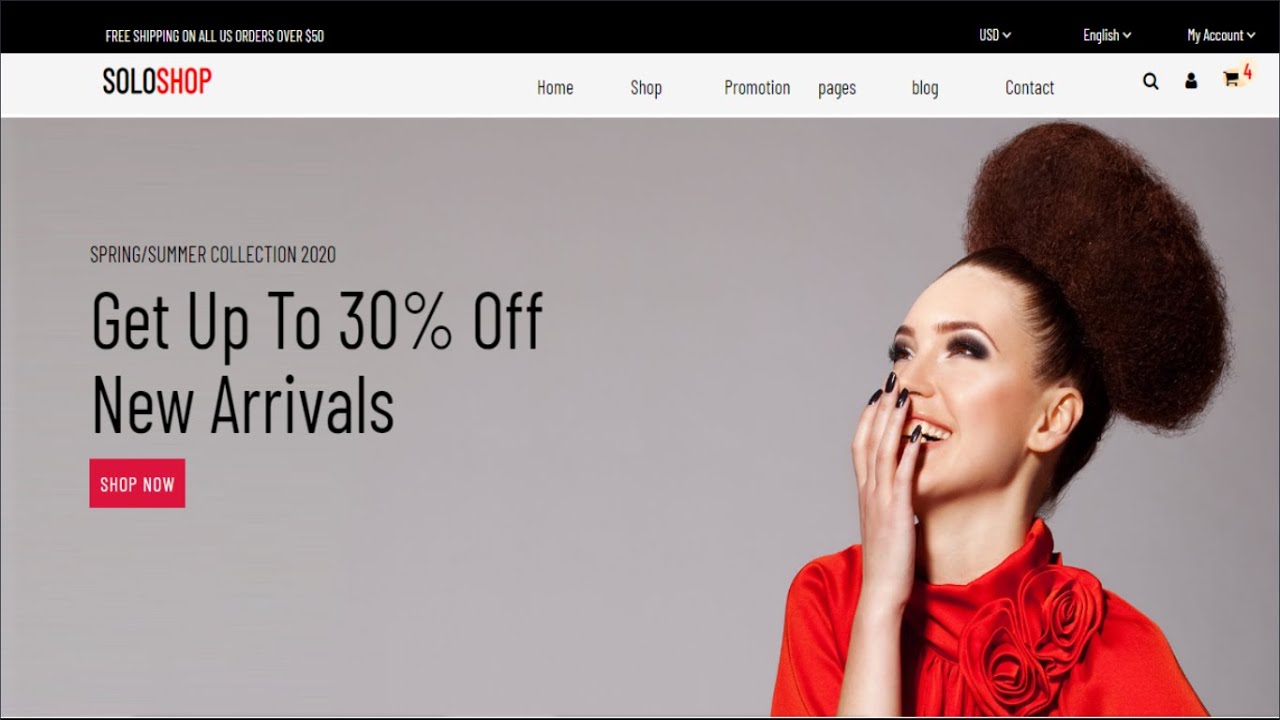 FREE SHIPPING ON ALL US ORDERS OVER $50
USD
English
My Account
SOLOSHOP
Home
Shop
Promotion
pages
blog
Contact
4
SPRING/SUMMER COLLECTION 2020
Get Up To 30% Off
New Arrivals
SHOP NOW